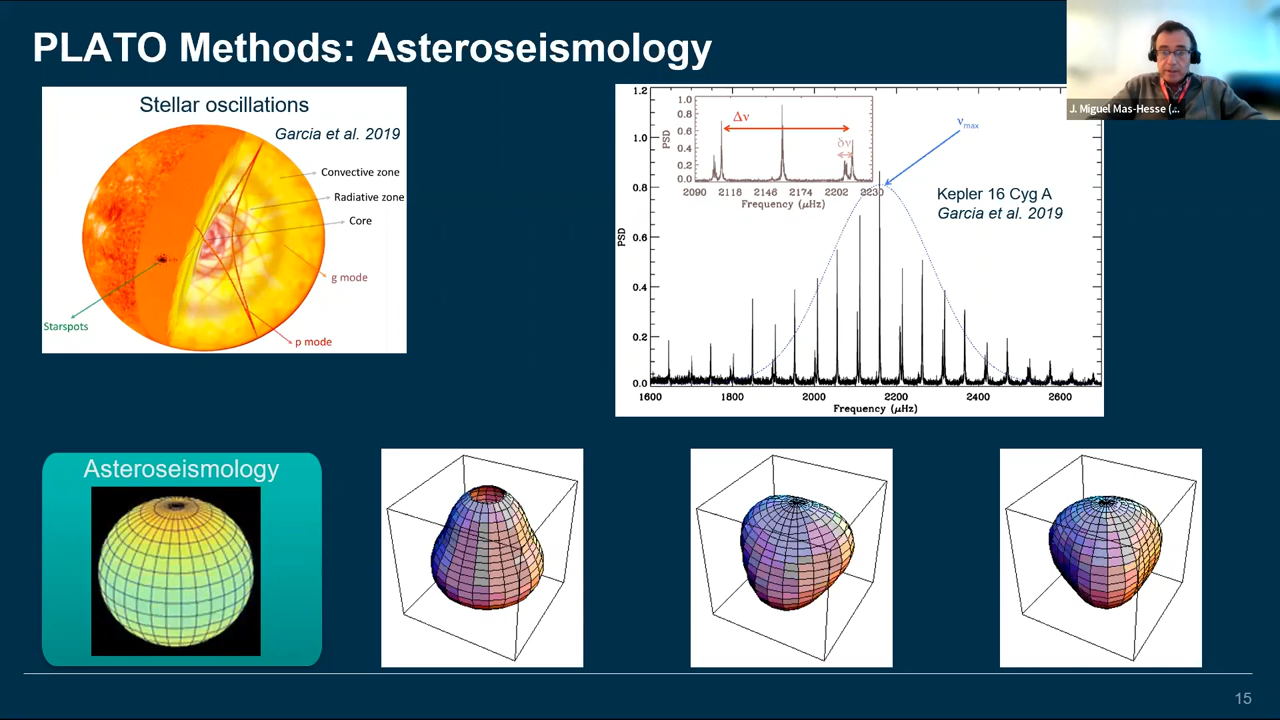 PLATO Methods: Asteroseismology
J. Miguel Mas-Hesse (...
Stellar oscillations
Garcia et al. 2019
Convective zone
Radiative zone
Core
g mode
Starspots
p mode
1.2
1.0
0.8
0.6
0.4
0.2
0.0
PSD
1600
1800
2000
2200
2400
2600
Frequency (µHz)
1.0
0.8
0.6
0.4
0.2
0.0
PSD
Δν
δν
2090
2118
2146
2174
2202
2230
Frequency (µHz)
νmax
Kepler 16 Cyg A
Garcia et al. 2019
Asteroseismology
15